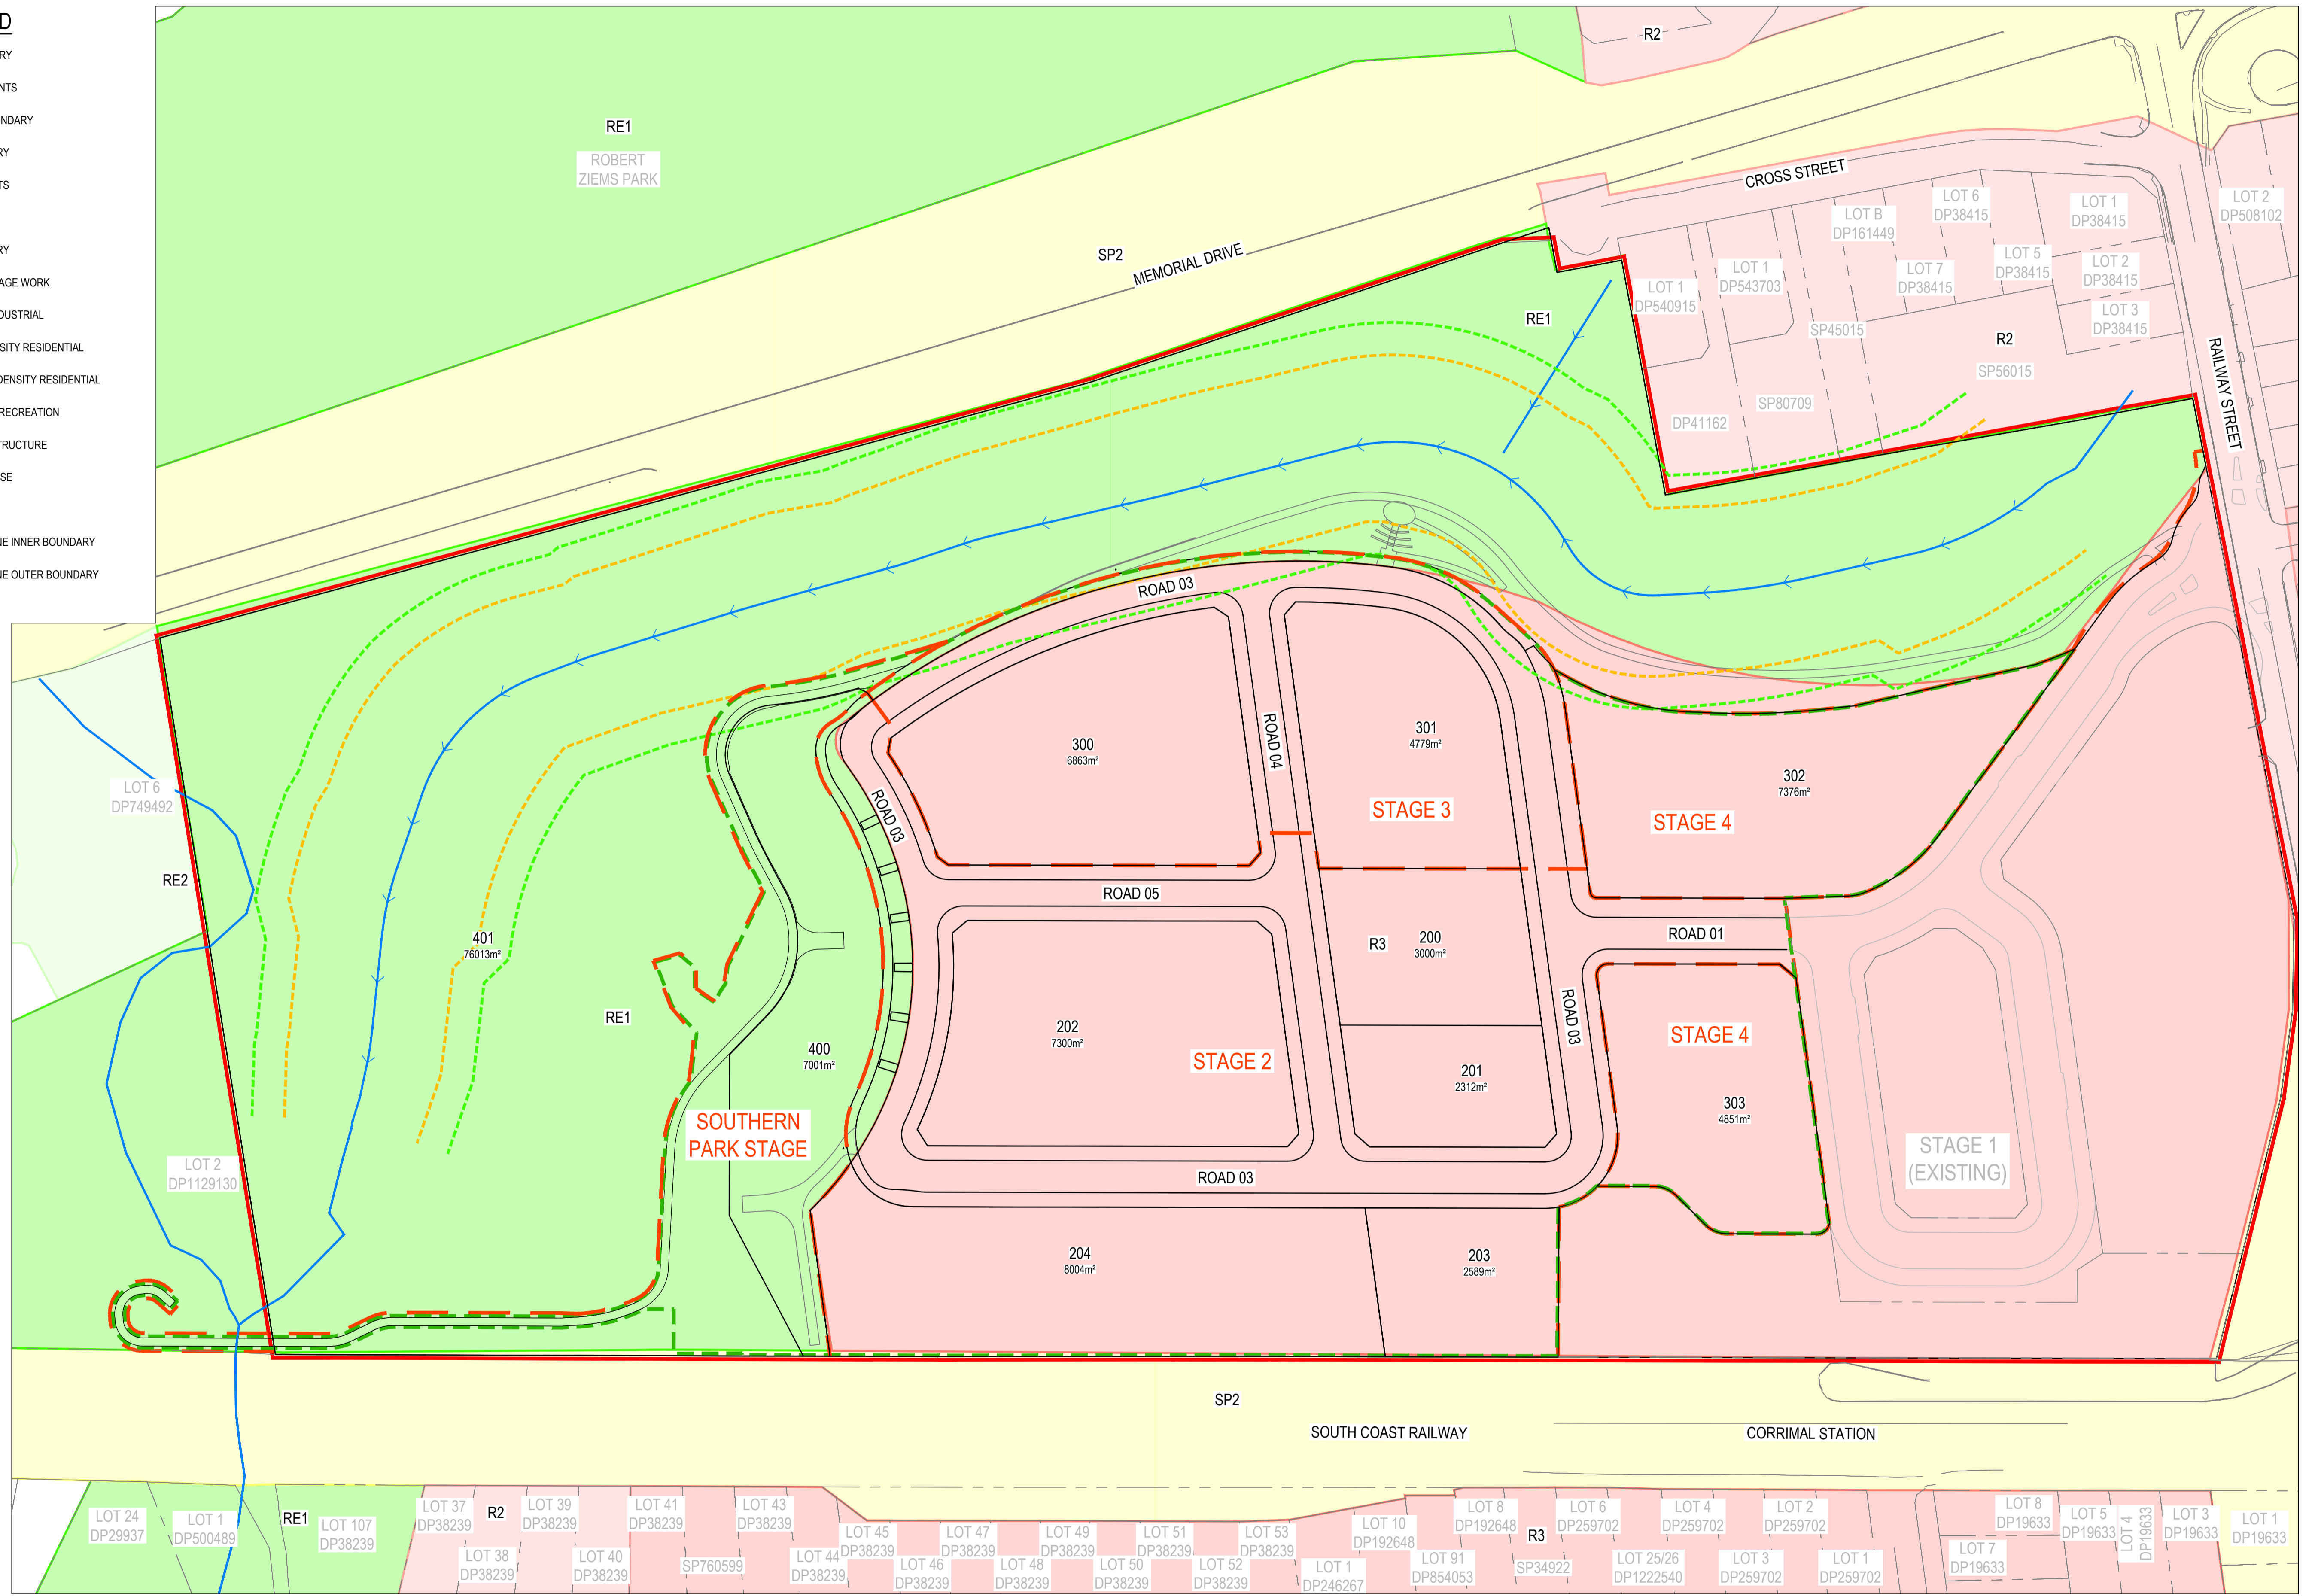 D
RY
NTS
NDARY
RY
TS
RY
AGE WORK
DUSTRIAL
SITY RESIDENTIAL
DENSITY RESIDENTIAL
RECREATION
TRUCTURE
SE
NE INNER BOUNDARY
NE OUTER BOUNDARY
R2
RE1
ROBERT
ZIEMS PARK
SP2
MEMORIAL DRIVE
CROSS STREET
RAILWAY STREET
LOT 2
DP508102
LOT 6
DP38415
LOT 1
DP38415
LOT B
DP161449
LOT 5
DP38415
LOT 2
DP38415
LOT 7
DP38415
LOT 1
DP543703
LOT 1
DP540915
LOT 3
DP38415
SP45015
R2
SP56015
SP80709
DP41162
RE1
ROAD 03
ROAD 04
300
6863m²
301
4779m²
STAGE 3
302
7376m²
STAGE 4
LOT 6
DP749492
RE2
ROAD 03
ROAD 05
401
76013m²
RE1
R3
200
3000m²
ROAD 01
ROAD 03
400
7001m²
202
7300m²
STAGE 2
201
2312m²
STAGE 4
303
4851m²
SOUTHERN
PARK STAGE
STAGE 1
(EXISTING)
LOT 2
DP1129130
ROAD 03
204
8004m²
203
2589m²
SP2
SOUTH COAST RAILWAY
CORRIMAL STATION
LOT 24
DP29937
LOT 1
DP500489
RE1
LOT 107
DP38239
LOT 37
DP38239
R2
LOT 38
DP38239
LOT 39
DP38239
LOT 40
DP38239
LOT 41
DP38239
SP760599
LOT 43
DP38239
LOT 44
DP38239
LOT 45
DP38239
LOT 46
DP38239
LOT 47
DP38239
LOT 48
DP38239
LOT 49
DP38239
LOT 50
DP38239
LOT 51
DP38239
LOT 52
DP38239
LOT 53
DP38239
LOT 1
DP246267
LOT 10
DP192648
LOT 91
DP854053
LOT 8
DP192648
R3
SP34922
LOT 6
DP259702
LOT 25/26
DP1222540
LOT 4
DP259702
LOT 3
DP259702
LOT 2
DP259702
LOT 1
DP259702
LOT 7
DP19633
LOT 8
DP19633
LOT 5
DP19633
LOT 4
DP19633
LOT 3
DP19633
LOT 1
DP19633